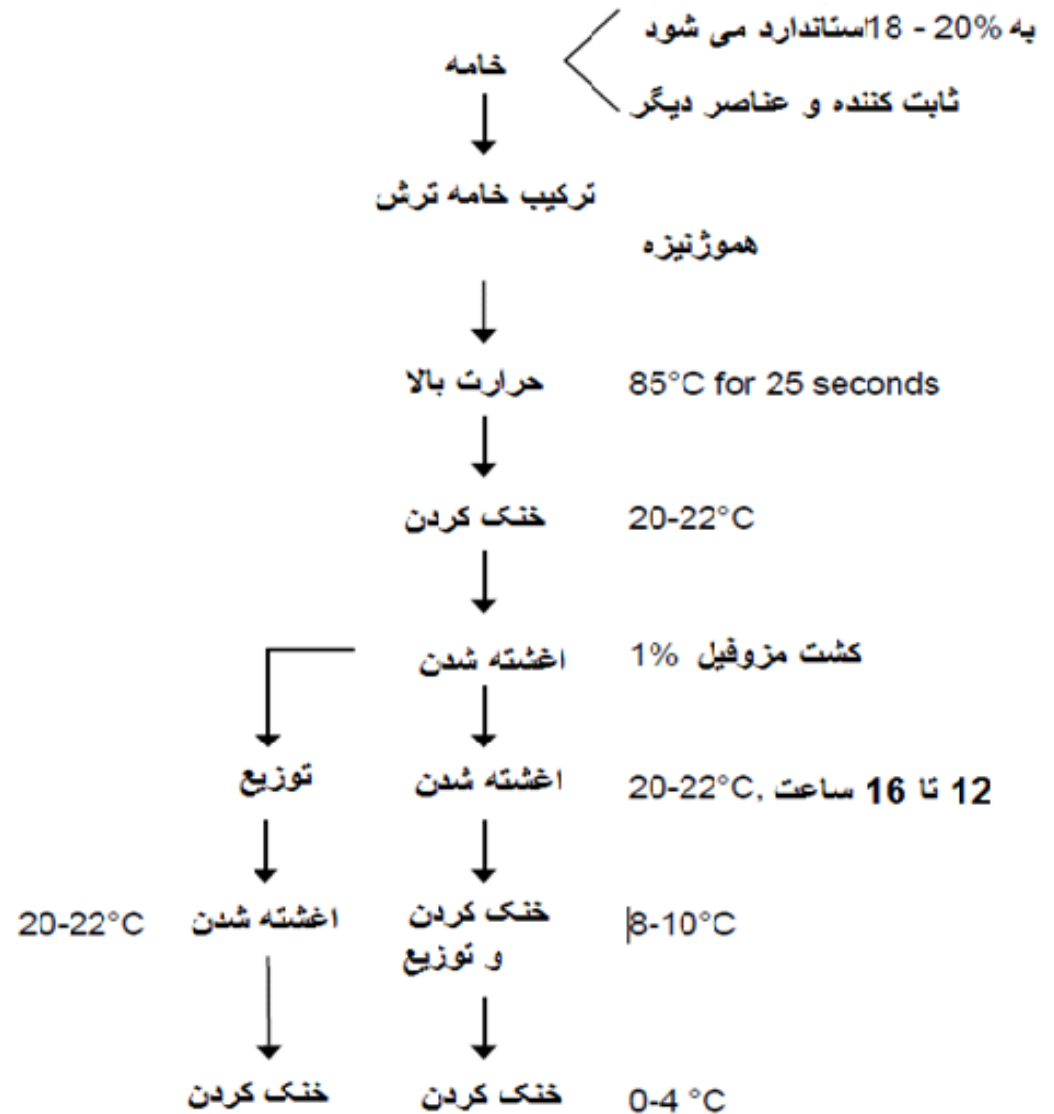 به 20% - 18استاندارد می شود
خامه
ثابت کننده و عناصر دیگر
ترکیب خامه ترش
هموژنیزه
حرارت بالا 85°C for 25 seconds
خنک کردن 20-22°C
اغشته شدن کشت مزوفیل 1%
توزیع اغشته شدن 20-22°C, 12 تا 16 ساعت
20-22°C اغشته شدن خنک کردن 8-10°C
و توزیع
خنک کردن خنک کردن 0-4 °C